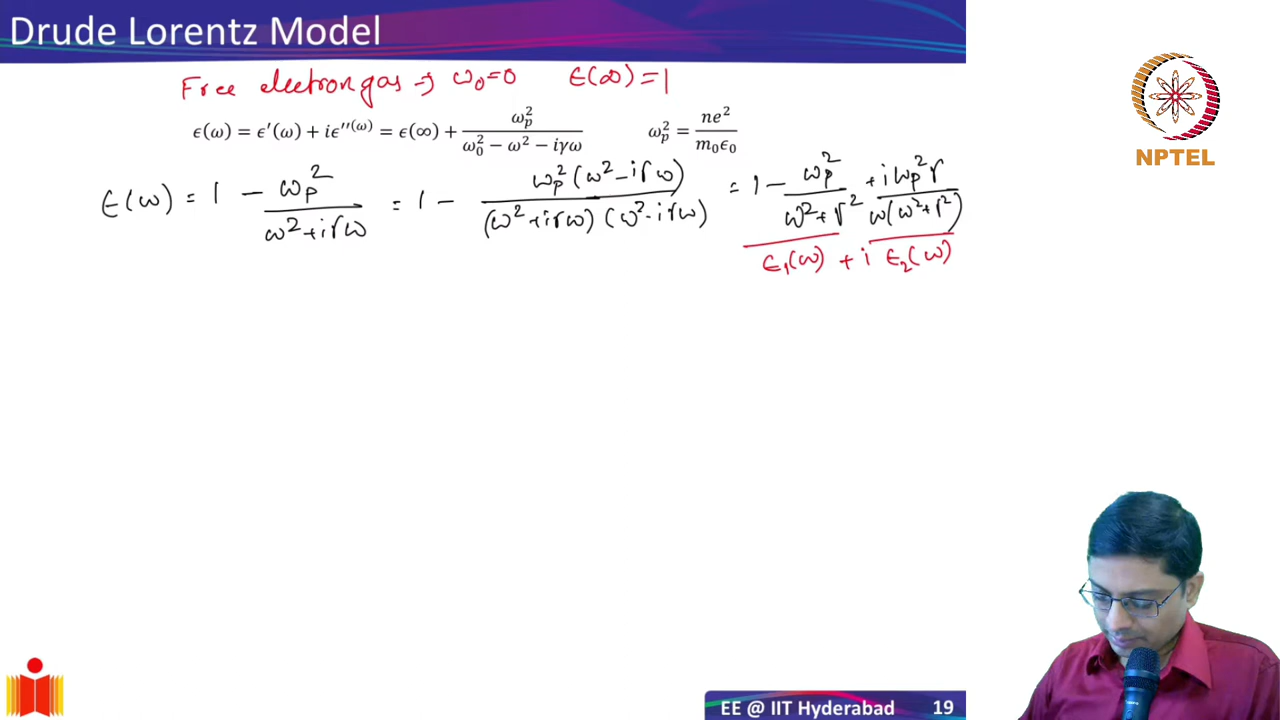 Drude Lorentz Model
Free electron gas → ω₀=0 ϵ(∞)=1
ϵ(ω) = ϵ′(ω) + iϵ′′⁽ω⁾ = ϵ(∞) + ωₚ² / (ω₀² − ω² − iγω) ωₚ² = ne² / (m₀ϵ₀)
ϵ(ω) = 1 − ωₚ² / (ω² + iγω) = 1 − ωₚ²(ω² − iγω) / ((ω² + iγω)(ω² − iγω)) = 1 − ωₚ² / (ω² + γ²) + iωₚ²γ / (ω(ω² + γ²))
ϵ₁(ω) + i ϵ₂(ω)
NPTEL
EE @ IIT Hyderabad 19